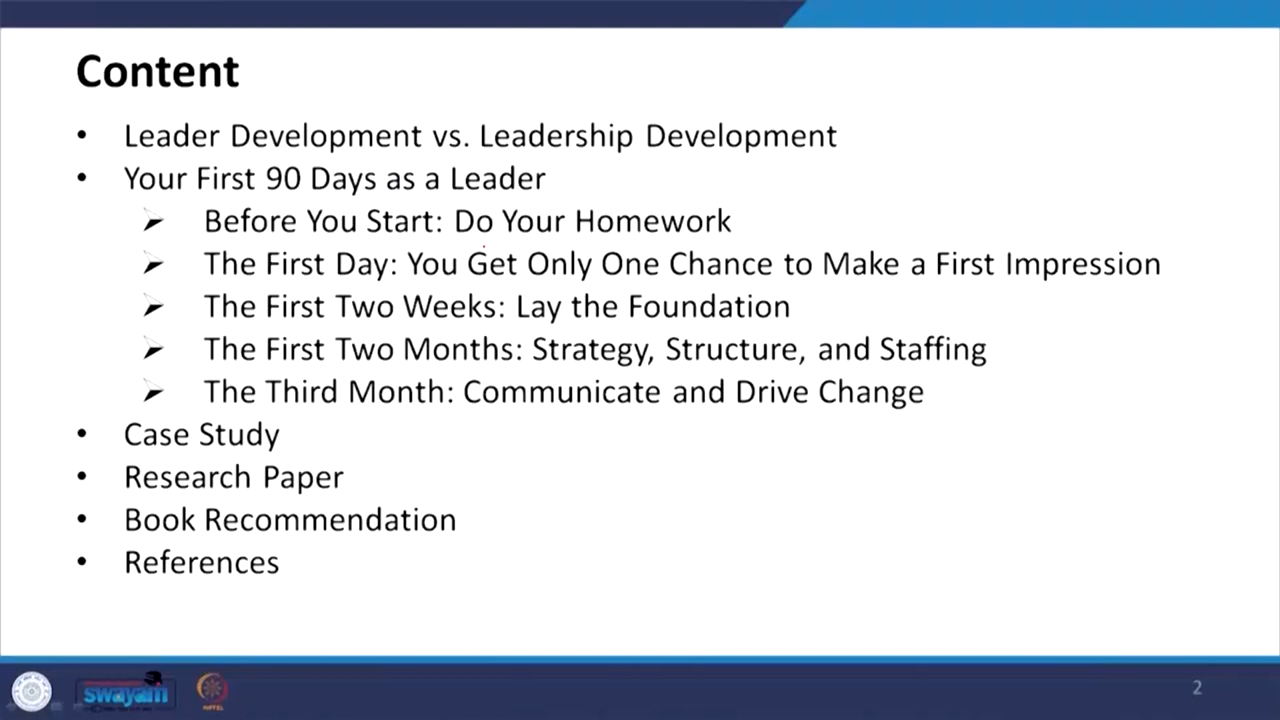 Content
• Leader Development vs. Leadership Development
• Your First 90 Days as a Leader
➢ Before You Start: Do Your Homework
➢ The First Day: You Get Only One Chance to Make a First Impression
➢ The First Two Weeks: Lay the Foundation
➢ The First Two Months: Strategy, Structure, and Staffing
➢ The Third Month: Communicate and Drive Change
• Case Study
• Research Paper
• Book Recommendation
• References
swayam
NPTEL
2